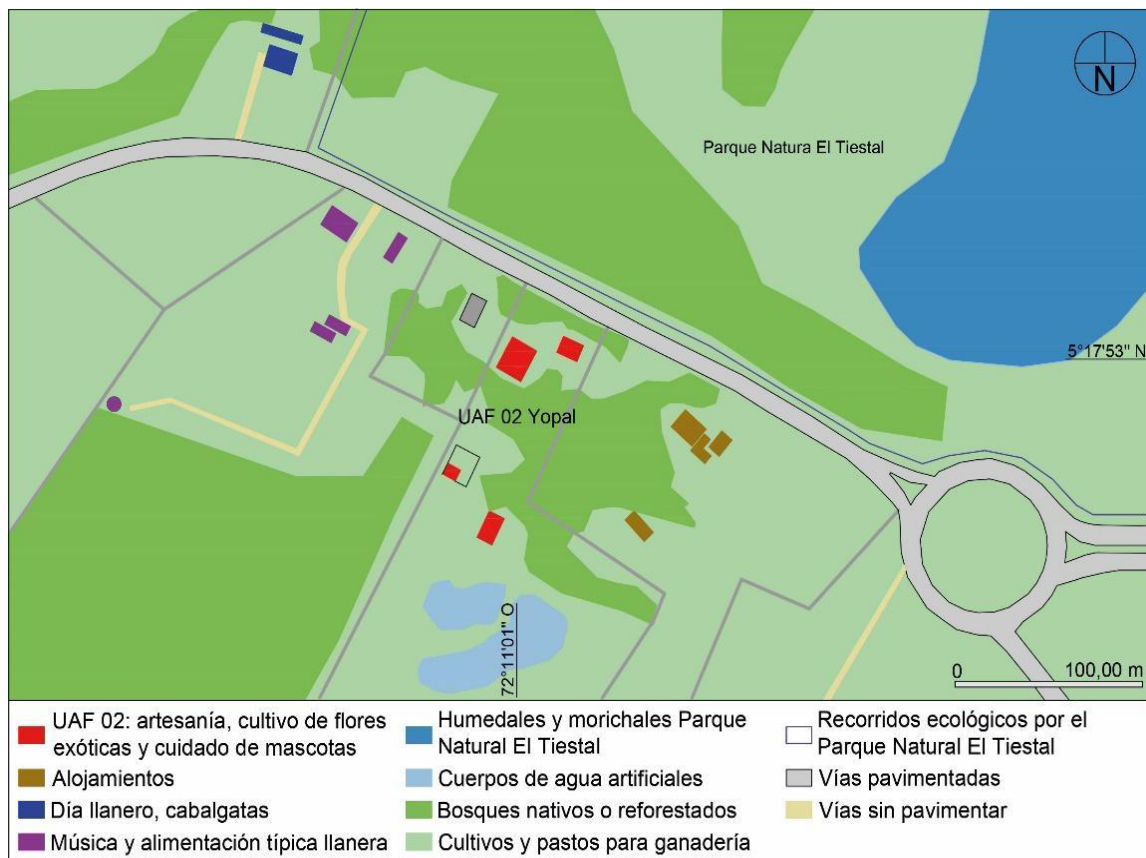 N
Parque Natura El Tiestal
5°17'53" N
UAF 02 Yopal
72°11'01" O
0 100,00 m
UAF 02: artesanía, cultivo de flores
exóticas y cuidado de mascotas
Alojamientos
Día llanero, cabalgatas
Música y alimentación típica llanera
Humedales y morichales Parque
Natural El Tiestal
Cuerpos de agua artificiales
Bosques nativos o reforestados
Cultivos y pastos para ganadería
Recorridos ecológicos por el
Parque Natural El Tiestal
Vías pavimentadas
Vías sin pavimentar